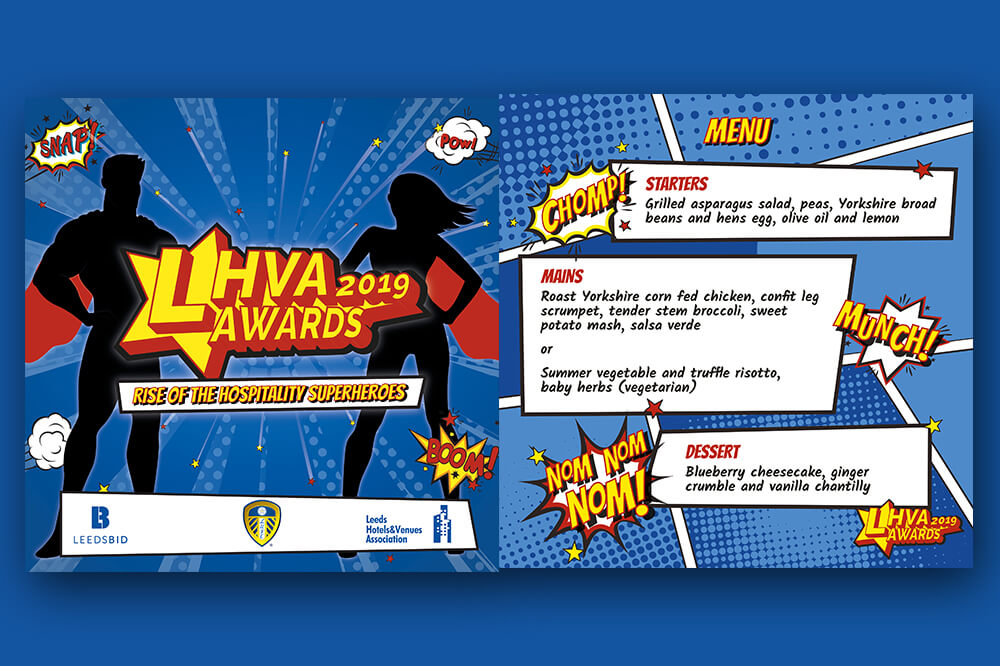 SNAP!
POW!
LHVA 2019
AWARDS
RISE OF THE HOSPITALITY SUPERHEROES
BOOM!
B
LEEDSBID
Leeds
Hotels&Venues
Association
MENU
CHOMP!
STARTERS
Grilled asparagus salad, peas, Yorkshire broad
beans and hens egg, olive oil and lemon
MAINS
Roast Yorkshire corn fed chicken, confit leg
scrumpet, tender stem broccoli, sweet
potato mash, salsa verde
or
Summer vegetable and truffle risotto,
baby herbs (vegetarian)
MUNCH!
NOM NOM
NOM!
DESSERT
Blueberry cheesecake, ginger
crumble and vanilla chantilly
LHVA 2019
AWARDS